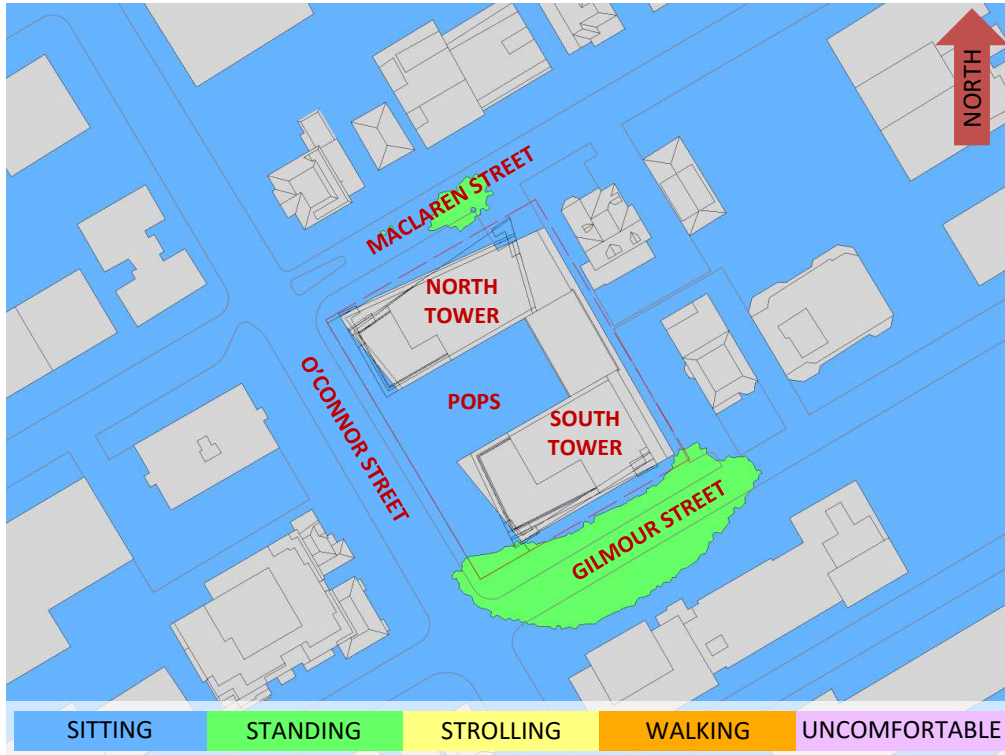 NORTH
MACLAREN STREET
NORTH
TOWER
O'CONNOR STREET
POPS
SOUTH
TOWER
GILMOUR STREET
SITTING
STANDING
STROLLING
WALKING
UNCOMFORTABLE